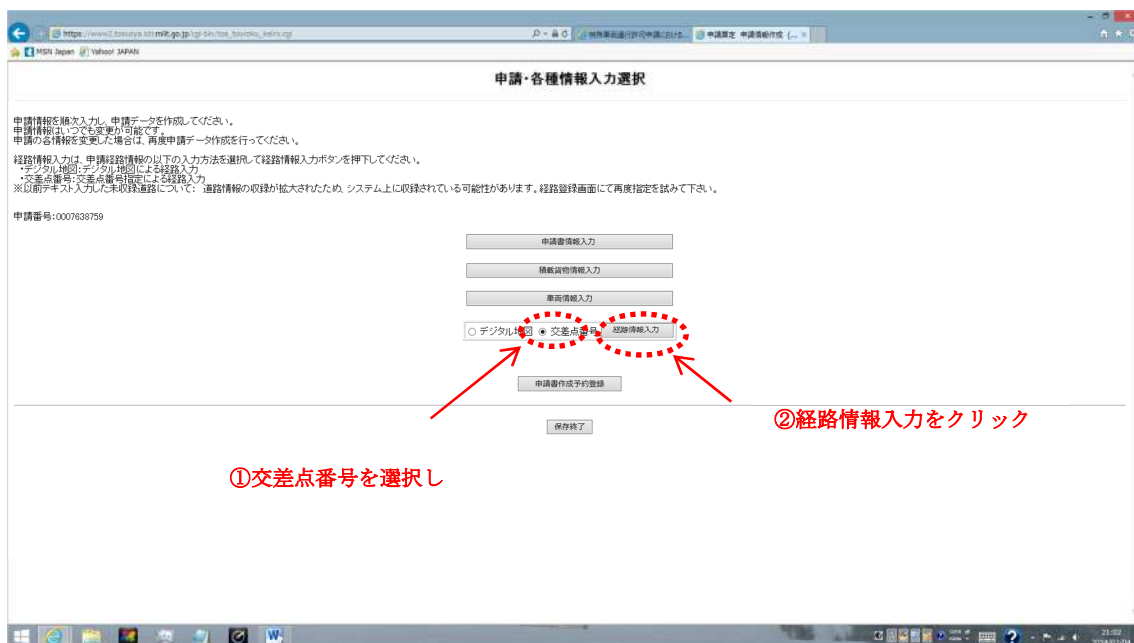 MSN Japan Yahoo! JAPAN
申請・各種情報入力選択
申請情報を順次入力し、申請データを作成してください。
申請情報はいつでも変更が可能です。
申請の各情報を変更した場合は、再度申請データ作成を行ってください。
経路情報入力は、申請経路情報の以下の入力方法を選択して経路情報入力ボタンを押下してください。
・デジタル地図:デジタル地図による経路入力
・交差点番号:交差点番号指定による経路入力
※以前テキスト入力した未収録道路について: 道路情報の収録が拡大されたため、システム上に収録されている可能性があります。経路登録画面にて再度指定を試みて下さい。
申請番号:0007638759
申請書情報入力
積載貨物情報入力
車両情報入力
デジタル地図 交差点番号 経路情報入力
申請書作成予約登録
②経路情報入力をクリック
保存終了
①交差点番号を選択し
21:02